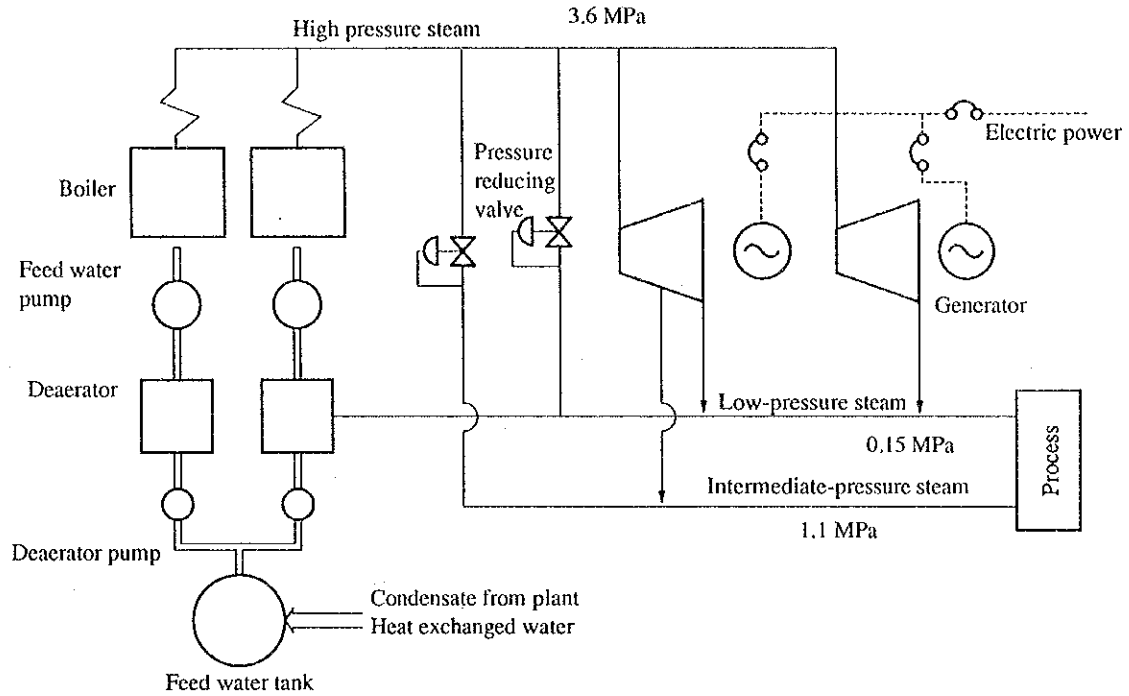 3.6 MPa
High pressure steam
Electric power
Pressure
reducing
valve
Boiler
Feed water
pump
Generator
Deaerator
Low-pressure steam
0,15 MPa
Process
Intermediate-pressure steam
1,1 MPa
Deaerator pump
Condensate from plant
Heat exchanged water
Feed water tank